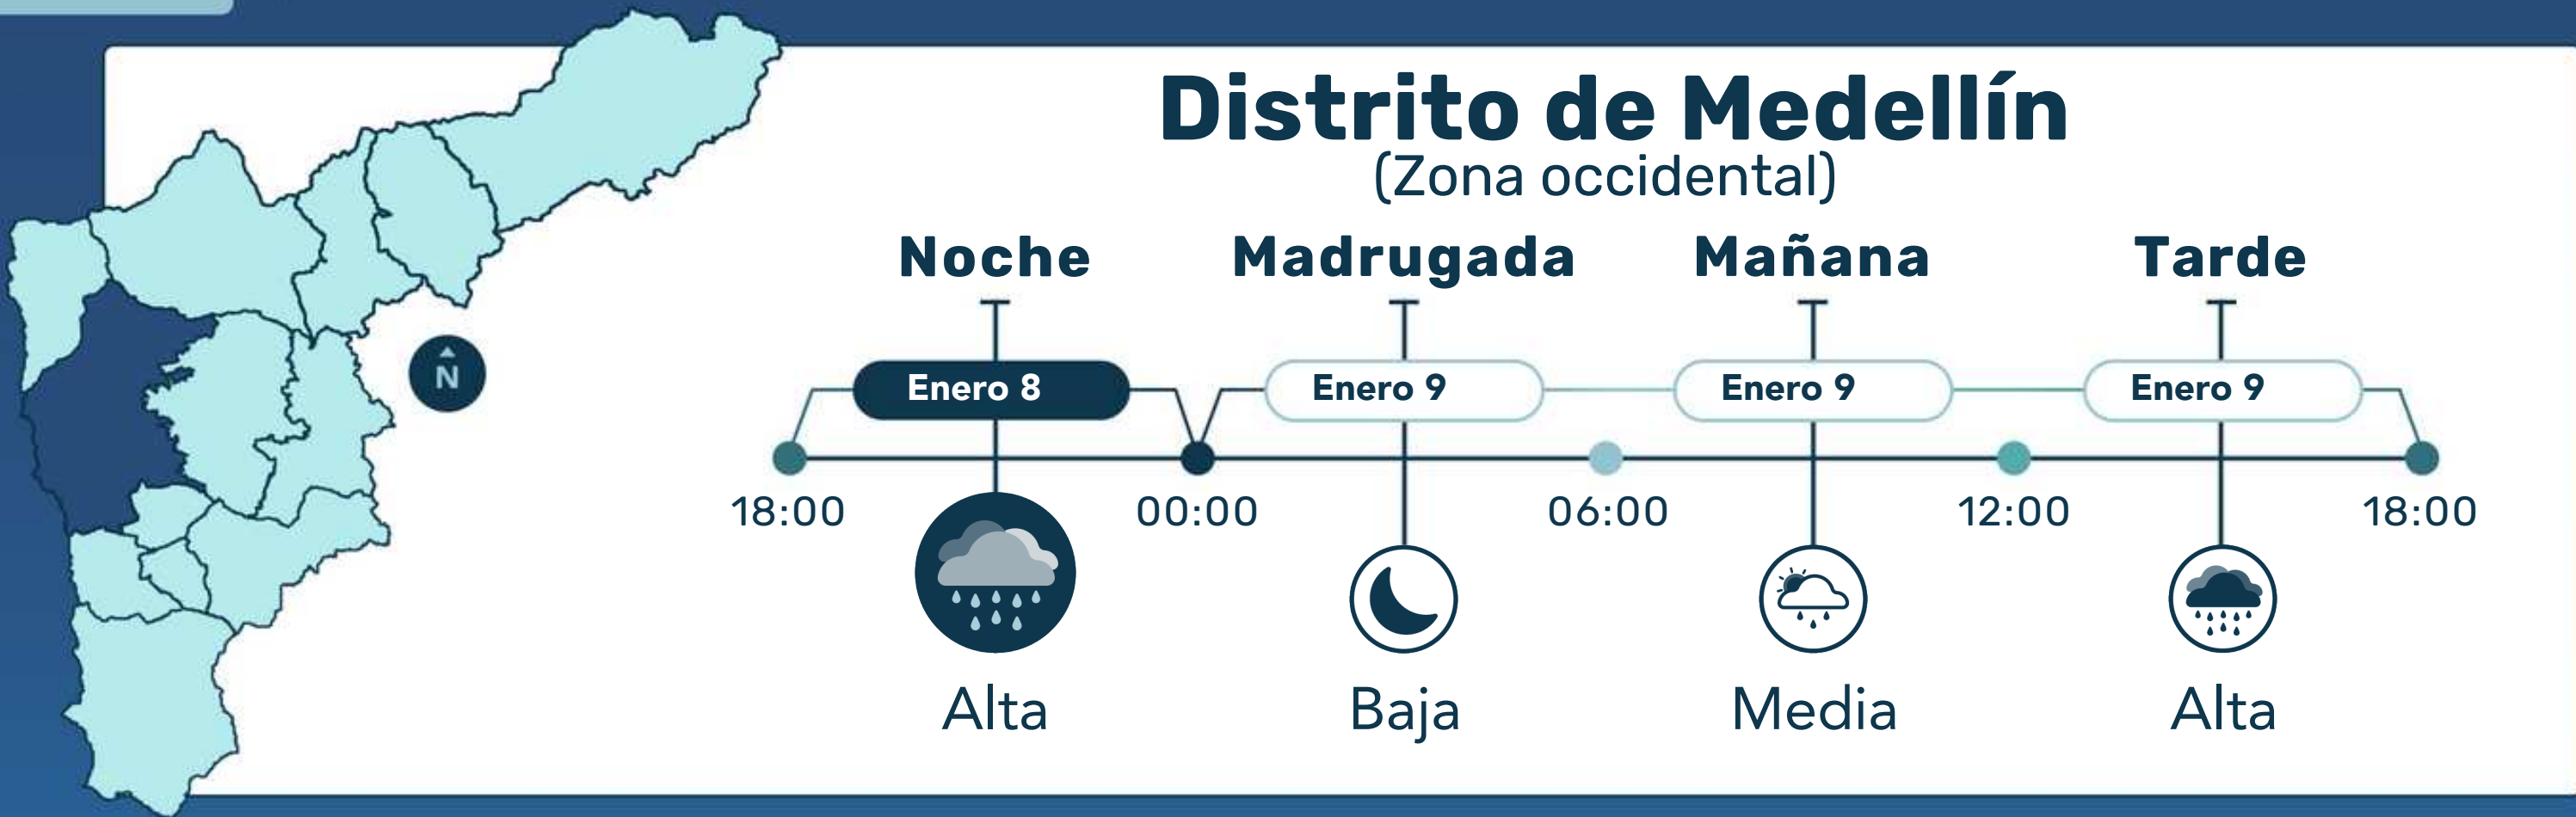 Distrito de Medellín
(Zona occidental)
Noche Madrugada Mañana Tarde
Enero 8 Enero 9 Enero 9 Enero 9
N
18:00 00:00 06:00 12:00 18:00
Alta Baja Media Alta